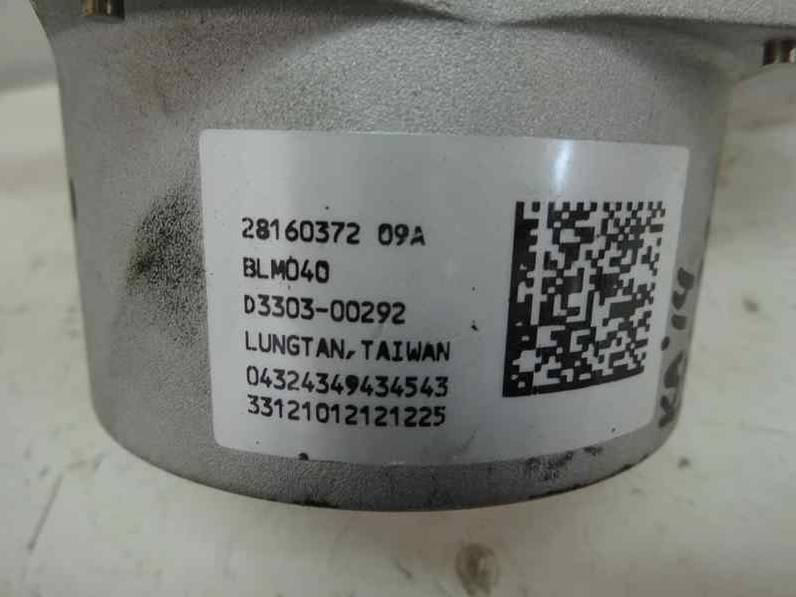 28160372 09A
BLM040
D3303-00292
LUNGTAN, TAIWAN
04324349434543
33121012121225